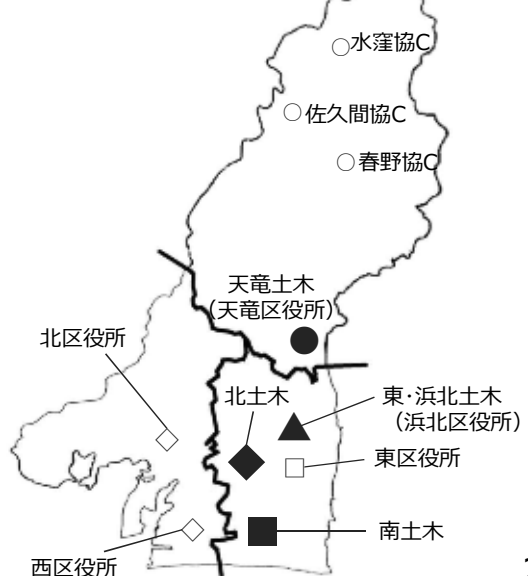 水窪協C
佐久間協C
春野協C
天竜土木
(天竜区役所)
北区役所
北土木
東・浜北土木
（浜北区役所）
東区役所
南土木
西区役所